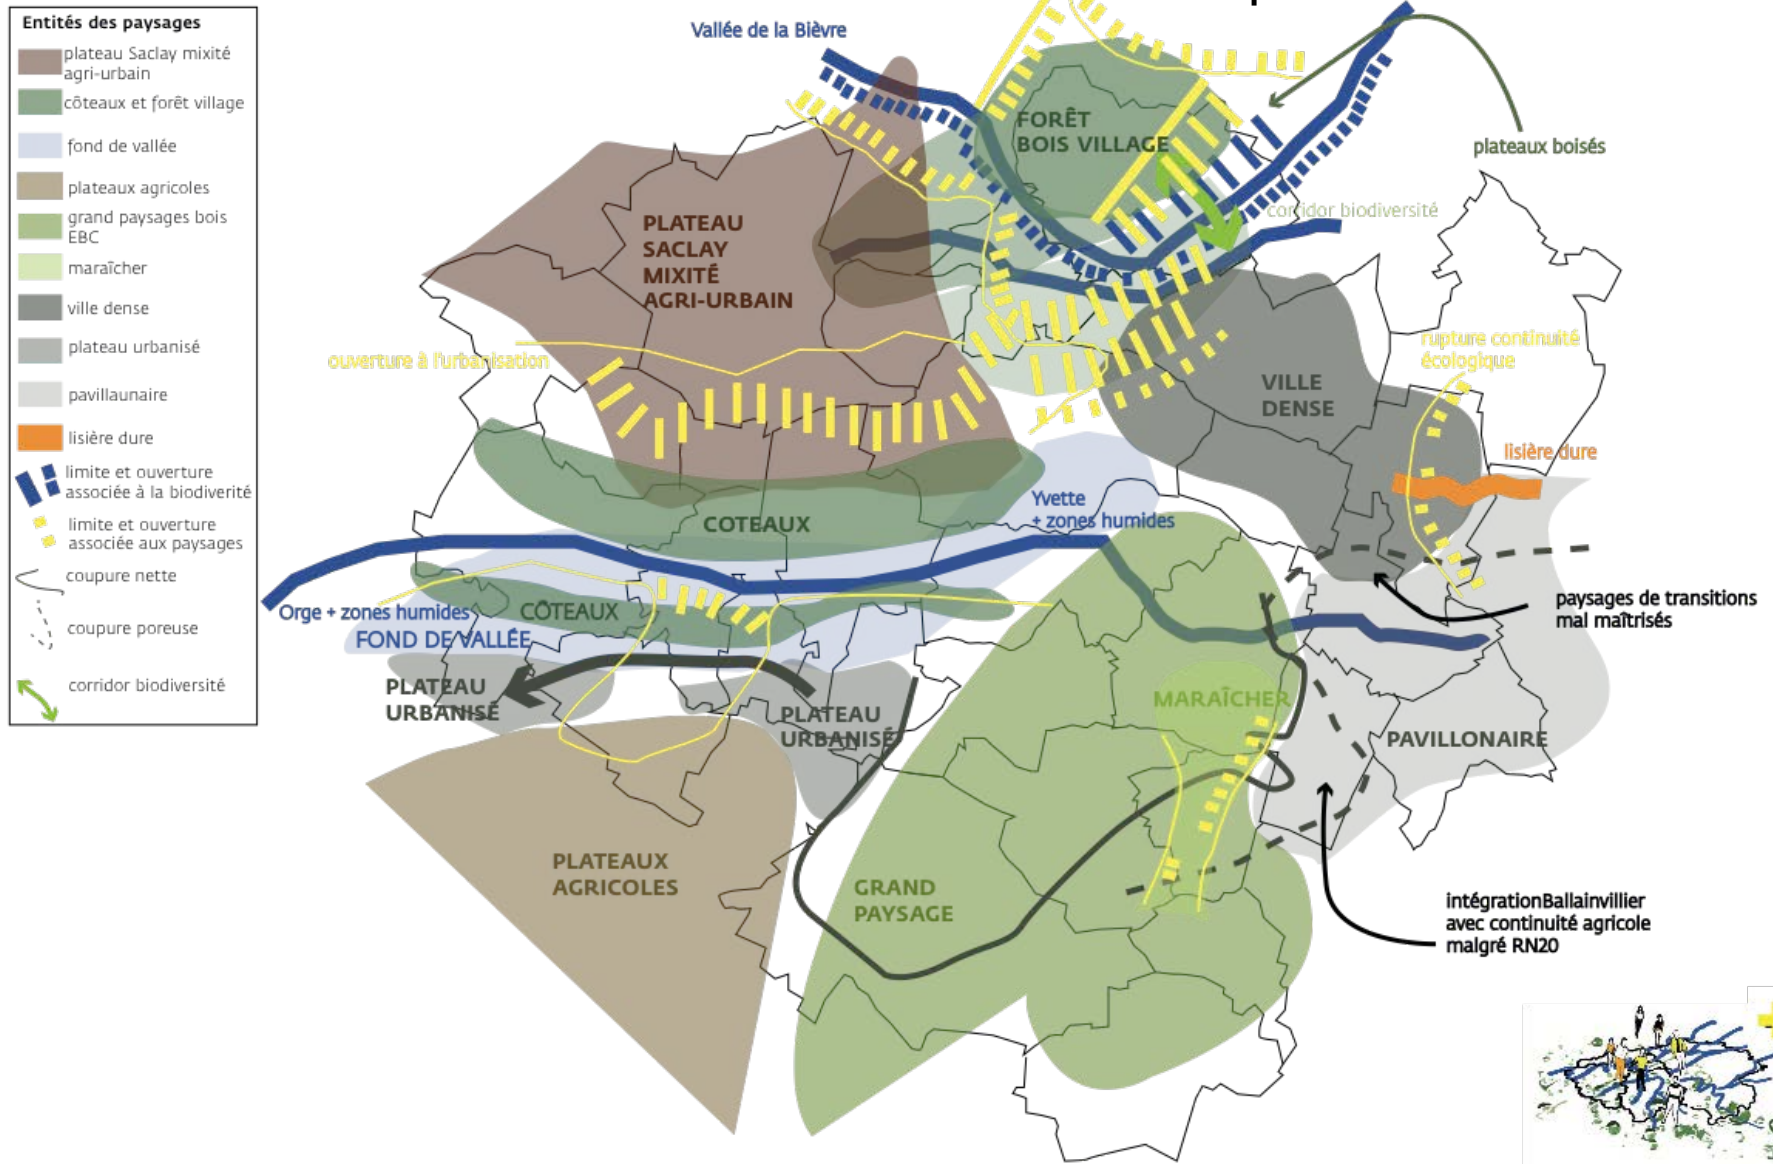 Entités des paysages
plateau Saclay mixité
agri-urbain
côteaux et forêt village
fond de vallée
plateaux agricoles
grand paysages bois
EBC
maraîcher
ville dense
plateau urbanisé
pavillaunaire
lisière dure
limite et ouverture
associée à la biodiverité
limite et ouverture
associée aux paysages
coupure nette
coupure poreuse
corridor biodiversité
Vallée de la Bièvre
FORÊT
BOIS VILLAGE
plateaux boisés
corridor biodiversité
PLATEAU
SACLAY
MIXITÉ
AGRI-URBAIN
ouverture à l'urbanisation
rupture continuité
écologique
VILLE
DENSE
lisière dure
COTEAUX
Yvette
+ zones humides
Orge + zones humides
CÔTEAUX
FOND DE VALLÉE
paysages de transitions
mal maîtrisés
PLATEAU
URBANISÉ
PLATEAU
URBANISÉ
MARAÎCHER
PAVILLONAIRE
PLATEAUX
AGRICOLES
GRAND
PAYSAGE
intégrationBallainvillier
avec continuité agricole
malgré RN20